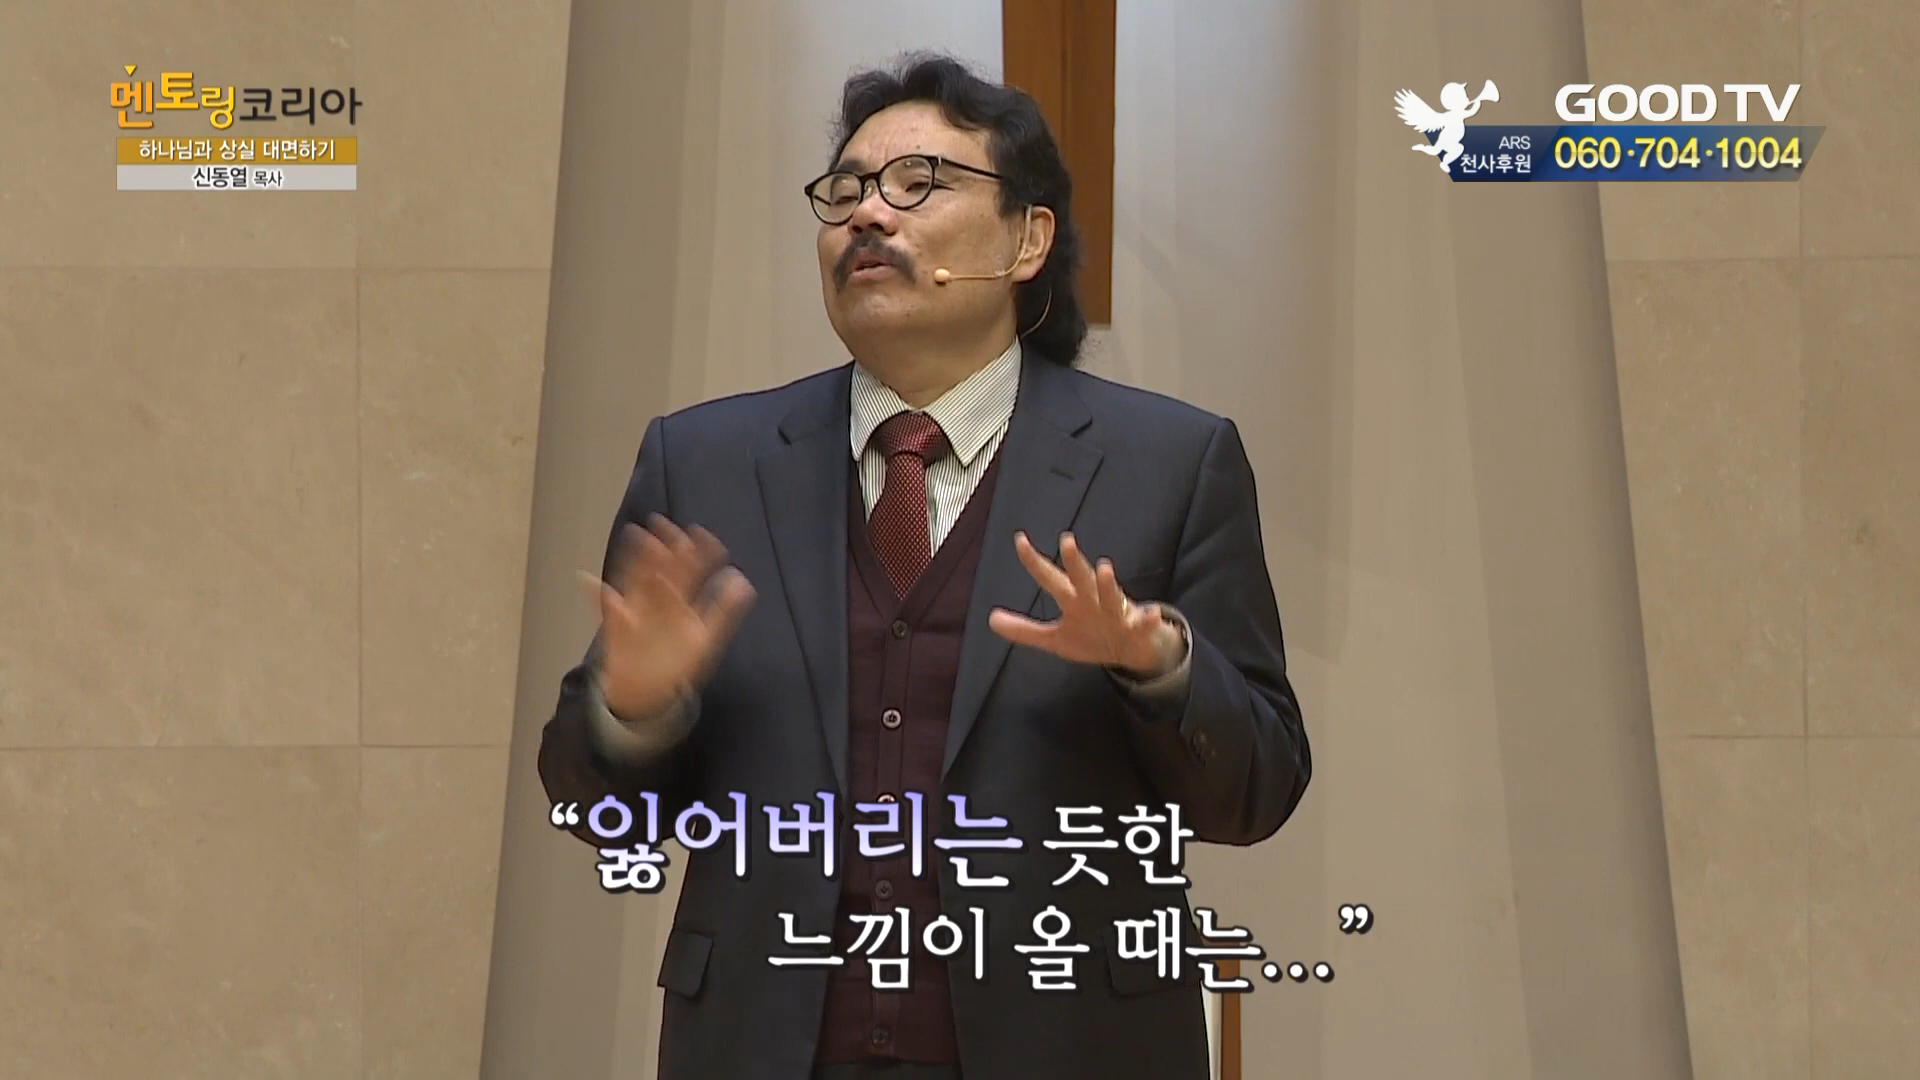 멘토링코리아
하나님과 상실 대면하기
신동열 목사
GOODTV
ARS
천사후원
060·704·1004
“잃어버리는 듯한
느낌이 올 때는...”